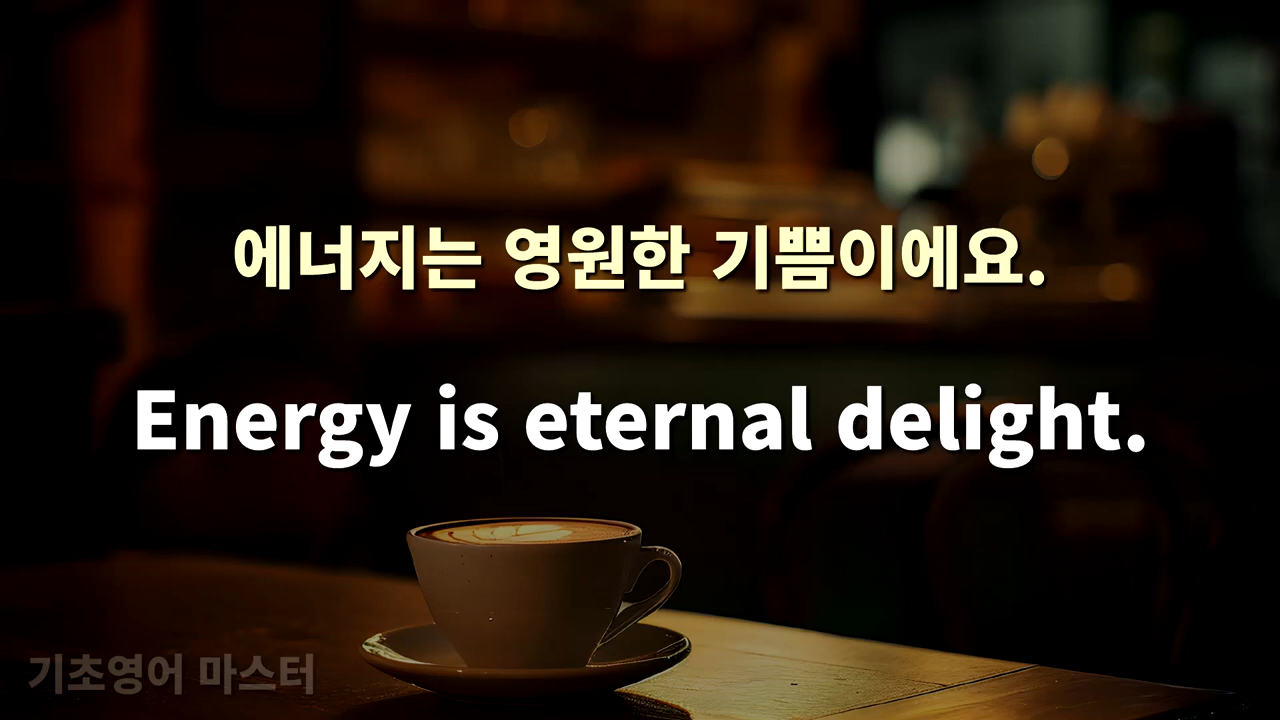 에너지는 영원한 기쁨이에요.
Energy is eternal delight.
기초영어 마스터